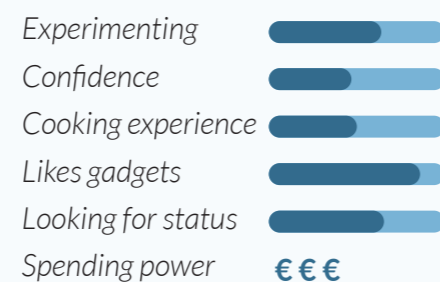 Experimenting
Confidence
Cooking experience
Likes gadgets
Looking for status
Spending power €€€